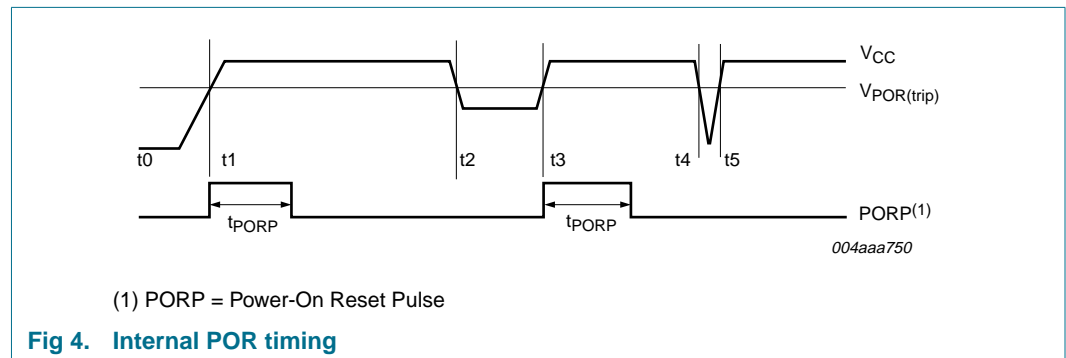 VCC
VPOR(trip)
t0 t1 t2 t3 t4 t5
tPORP tPORP
PORP(1)
004aaa750
(1) PORP = Power-On Reset Pulse
Fig 4. Internal POR timing